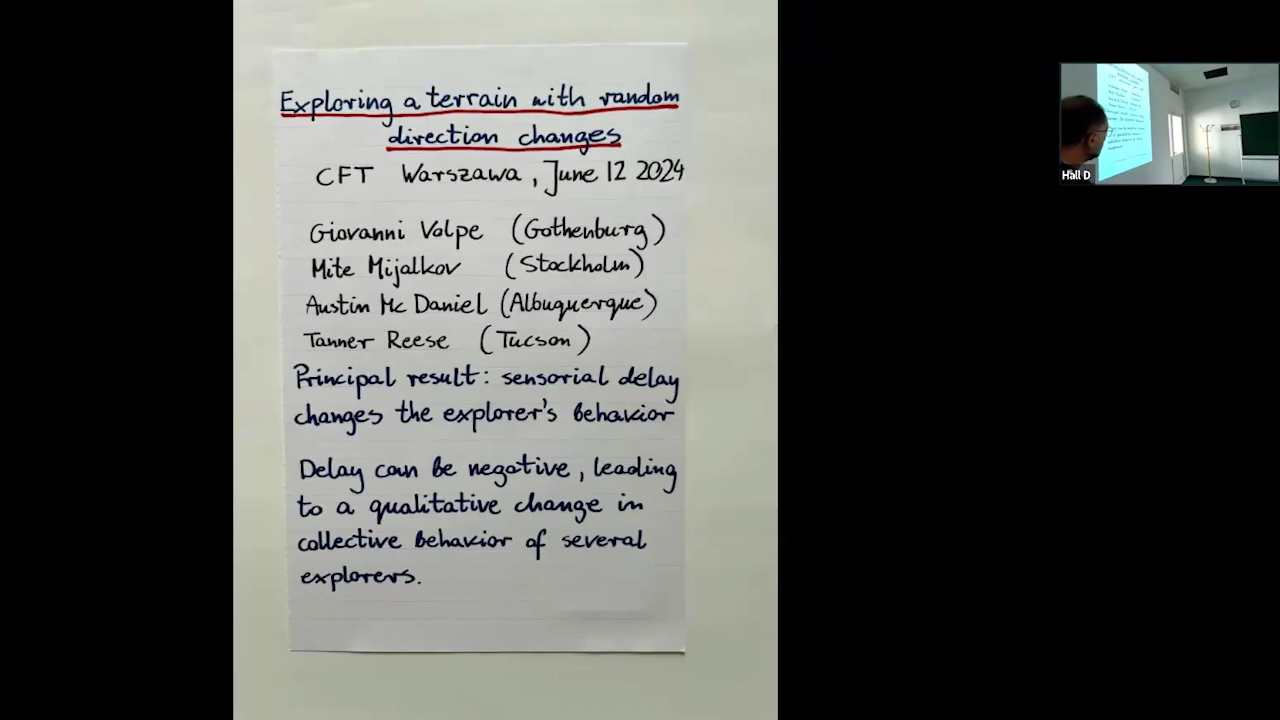 Exploring a terrain with random
direction changes
CFT Warszawa, June 12 2024
Giovanni Volpe (Gothenburg)
Mite Mijalkov (Stockholm)
Austin Mc Daniel (Albuquerque)
Tanner Reese (Tucson)
Principal result: sensorial delay
changes the explorer's behavior
Delay can be negative, leading
to a qualitative change in
collective behavior of several
explorers.
Hall D